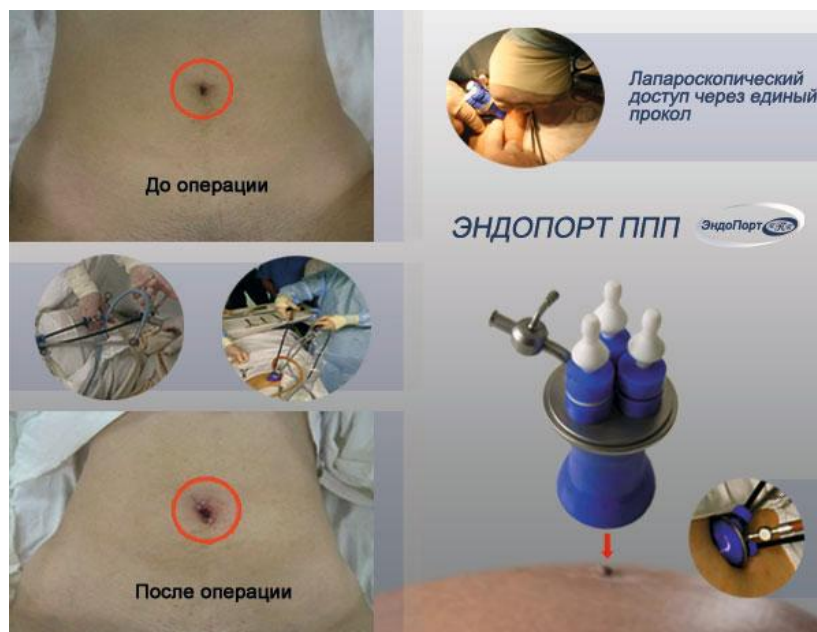 До операции
Лапароскопический
доступ через единый
прокол
ЭНДОПОРТ ППП
ЭндоПорт
После операции